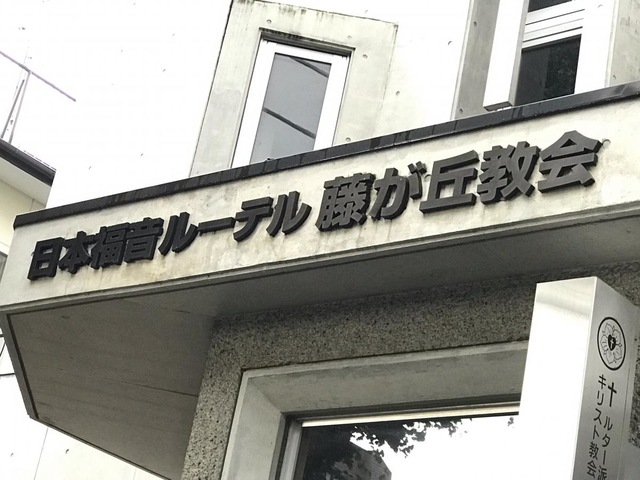 日本福音ルーテル 藤が丘教会
ルター派
キリスト教会